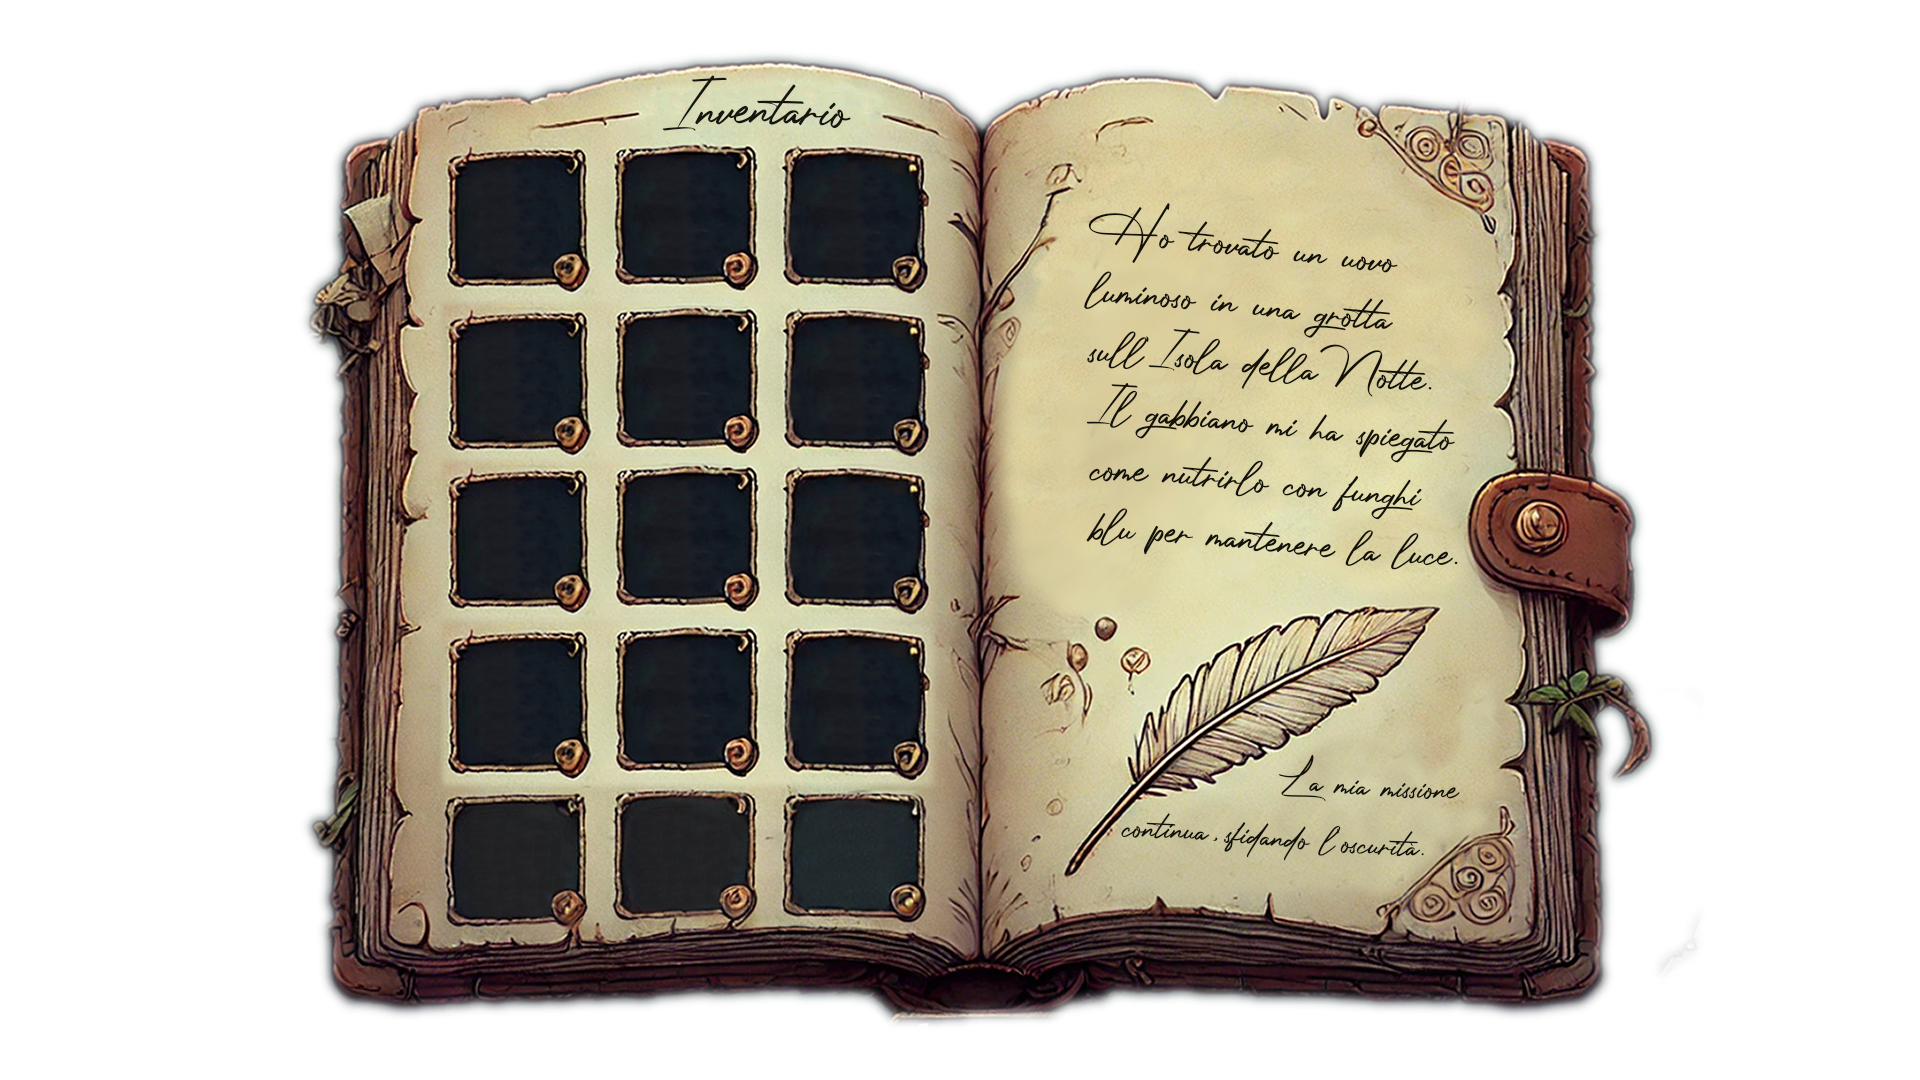 Inventario
Ho trovato un uovo
luminoso in una grotta
sull Isola della Notte.
Il gabbiano mi ha spiegato
come nutrirlo con funghi
blu per mantenere la luce.
La mia missione
continua, sfidando l oscurità.